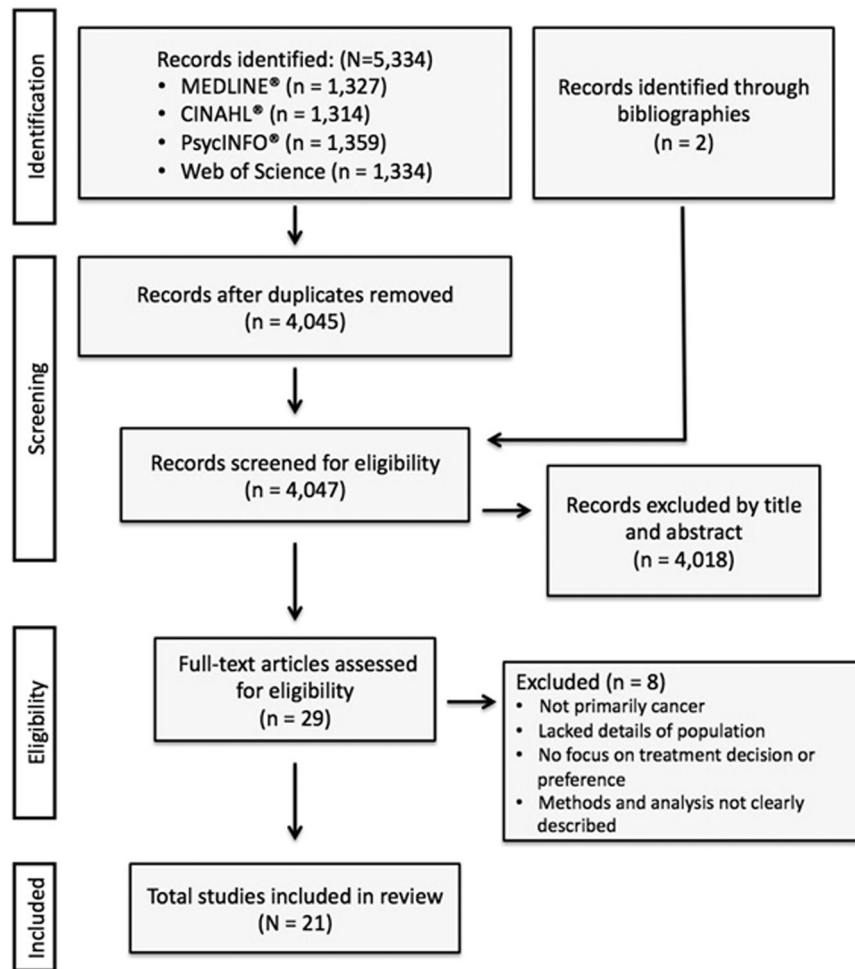 Identification
Records identified: (N=5,334)
• MEDLINE® (n = 1,327)
• CINAHL® (n = 1,314)
• PsycINFO® (n = 1,359)
• Web of Science (n = 1,334)
Records identified through
bibliographies
(n = 2)
Screening
Records after duplicates removed
(n = 4,045)
Records screened for eligibility
(n = 4,047)
Records excluded by title
and abstract
(n = 4,018)
Eligibility
Full-text articles assessed
for eligibility
(n = 29)
Excluded (n = 8)
• Not primarily cancer
• Lacked details of population
• No focus on treatment decision or
preference
• Methods and analysis not clearly
described
Included
Total studies included in review
(N = 21)